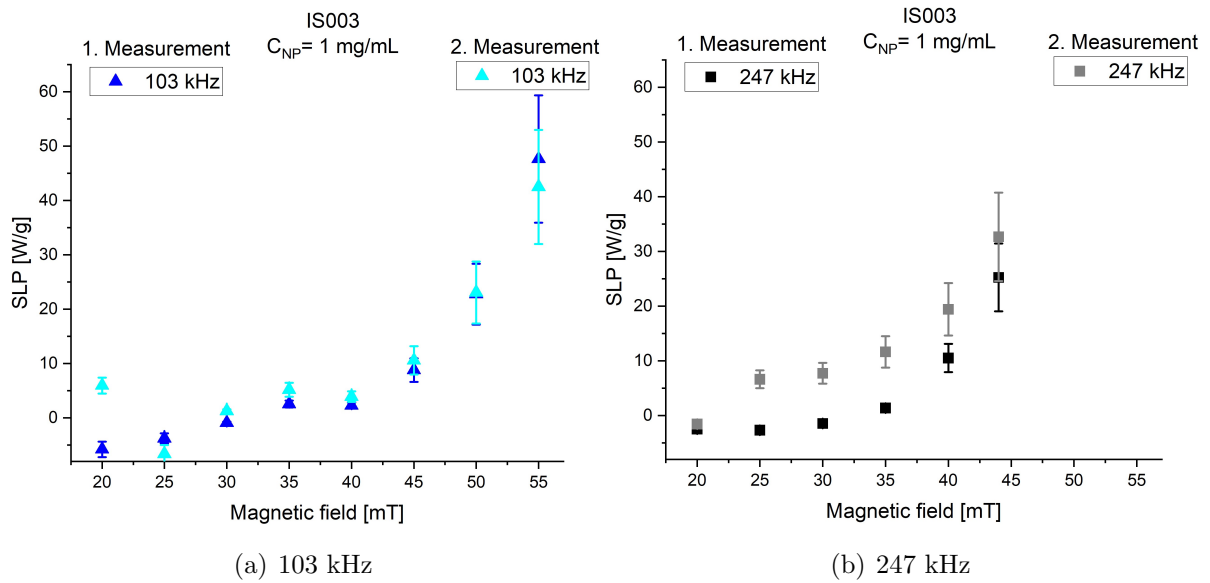 IS003
C_NP= 1 mg/mL
1. Measurement
2. Measurement
103 kHz
103 kHz
60
50
40
30
20
10
0
SLP [W/g]
20 25 30 35 40 45 50 55
Magnetic field [mT]
(a) 103 kHz
IS003
C_NP= 1 mg/mL
1. Measurement
2. Measurement
247 kHz
247 kHz
60
50
40
30
20
10
0
SLP [W/g]
20 25 30 35 40 45 50 55
Magnetic field [mT]
(b) 247 kHz